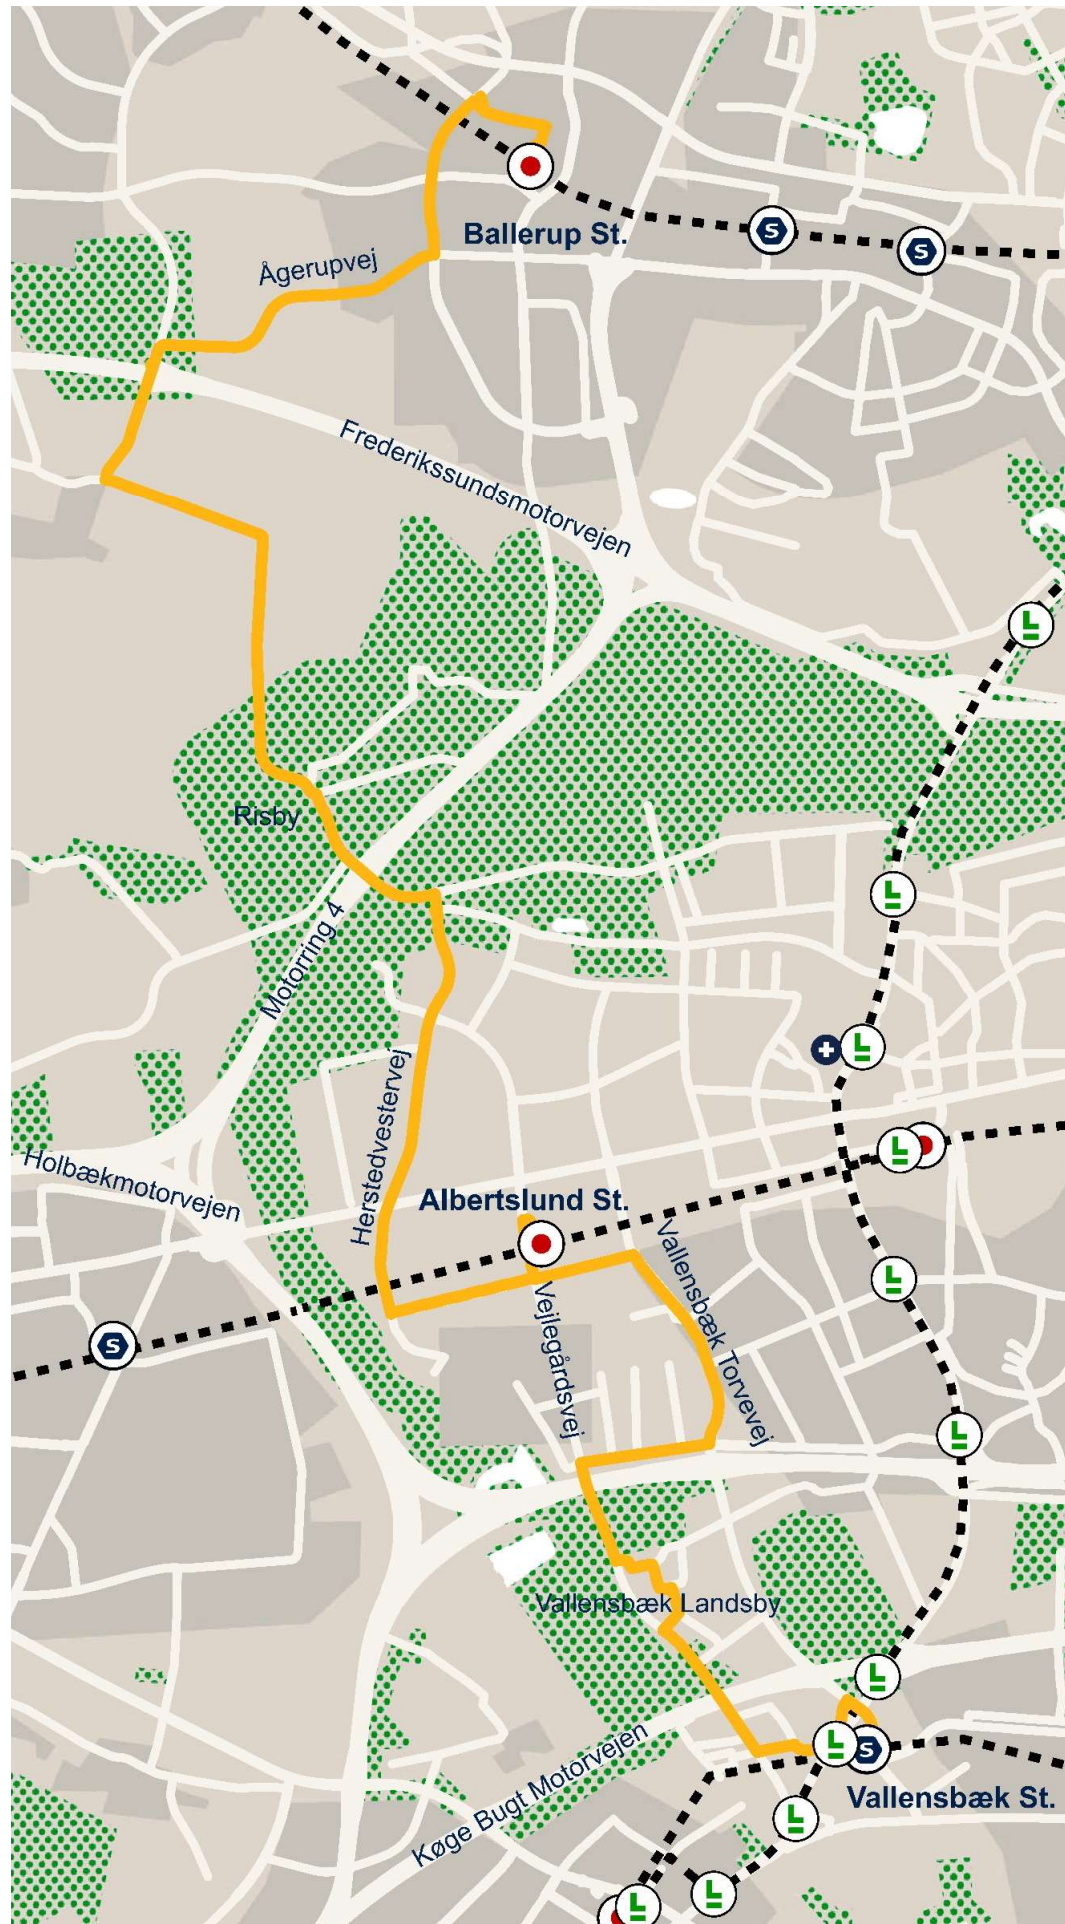 Ballerup St.
S
S
Ågerupvej
Frederikssundsmotorvejen
L
Risby
L
Motorring 4
L
Herstedvestervej
Holbækmotorvejen
L
Albertslund St.
Vallensbæk Torvevej
L
Vejlegårdsvej
S
L
Vallensbæk Landsby
L
L
S
Køge Bugt Motorvejen
Vallensbæk St.
L
L
L